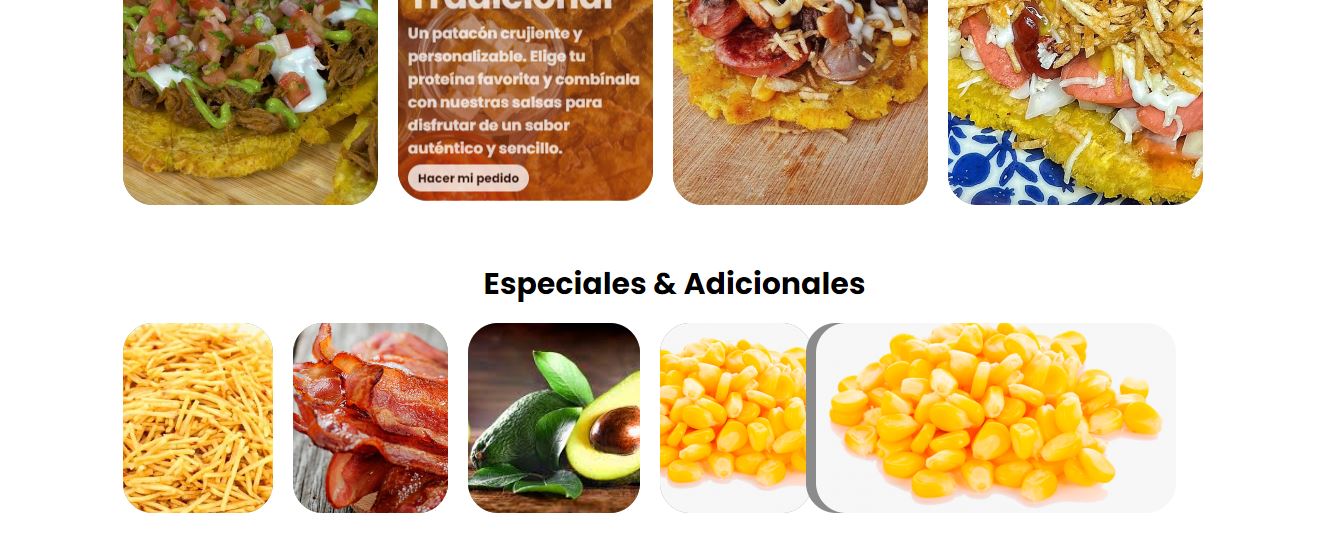 Tradicional
Un patacón crujiente y
personalizable. Elige tu
proteína favorita y combínala
con nuestras salsas para
disfrutar de un sabor
auténtico y sencillo.
Hacer mi pedido
Especiales & Adicionales